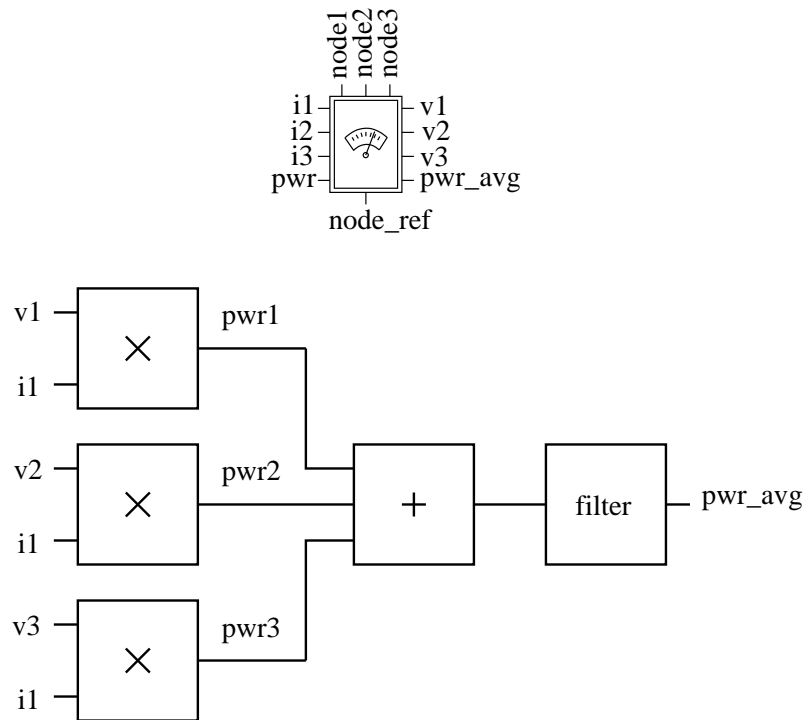 node1
node2
node3
i1
v1
i2
v2
i3
v3
pwr
pwr_avg
node_ref
v1
pwr1
×
i1
v2
pwr2
×
+
filter
pwr_avg
i1
v3
pwr3
×
i1